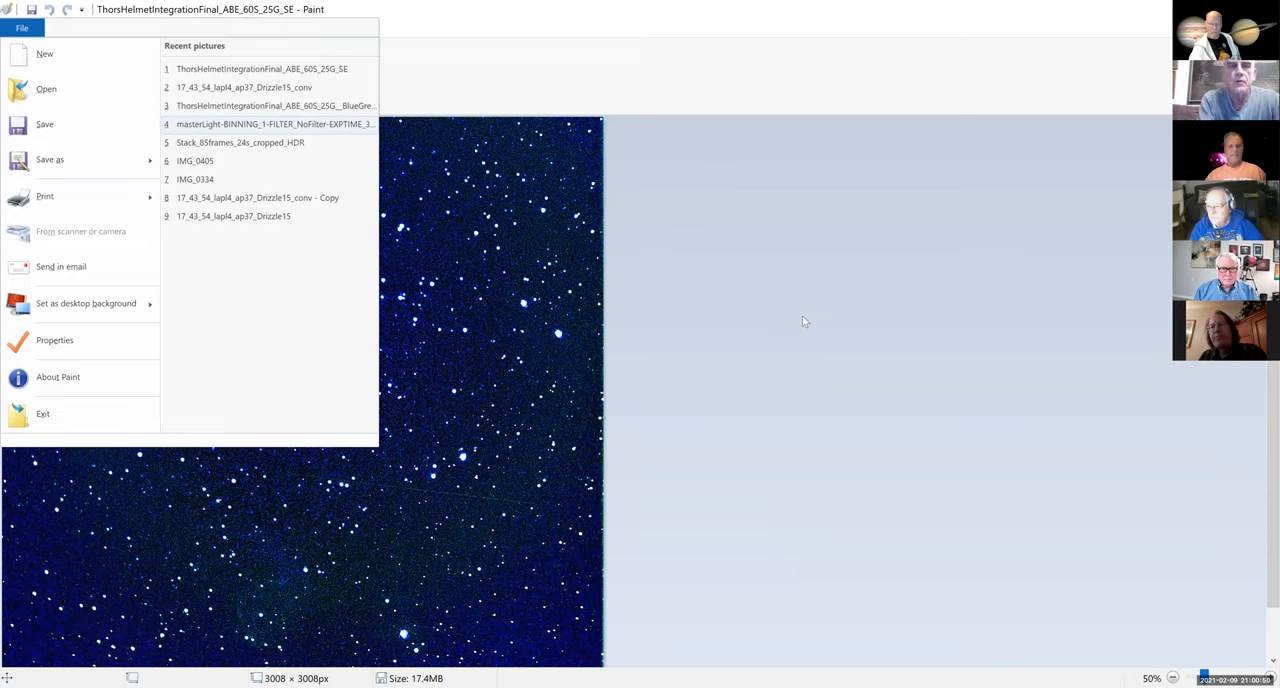 ThorsHelmetIntegrationFinal_ABE_60S_25G_SE - Paint
File
New
Open
Save
Save as
Print
From scanner or camera
Send in email
Set as desktop background
Properties
About Paint
Exit
Recent pictures
1 ThorsHelmetIntegrationFinal_ABE_60S_25G_SE
2 17_43_54_lapl4_ap37_Drizzle15_conv
3 ThorsHelmetIntegrationFinal_ABE_60S_25G__BlueGre...
4 masterLight-BINNING_1-FILTER_NoFilter-EXPTIME_3...
5 Stack_85frames_24s_cropped_HDR
6 IMG_0405
7 IMG_0334
8 17_43_54_lapl4_ap37_Drizzle15_conv - Copy
9 17_43_54_lapl4_ap37_Drizzle15
3008 × 3008px
Size: 17.4MB
50%
2021-02-09 21:00:50